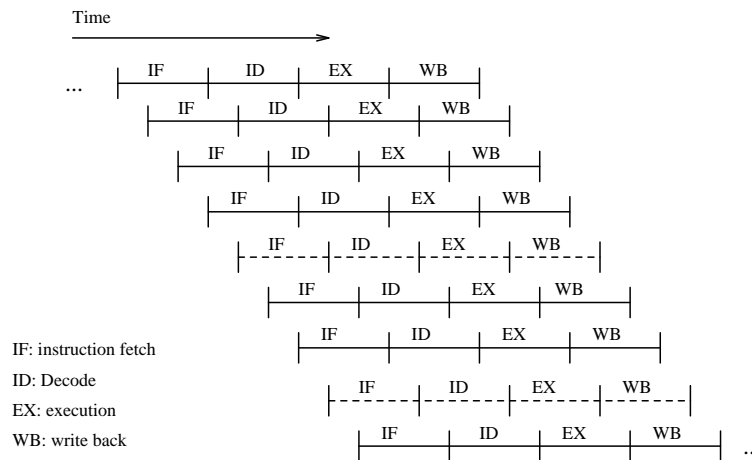 Time
IF ID EX WB
...
IF ID EX WB
IF ID EX WB
IF ID EX WB
IF ID EX WB
IF ID EX WB
IF ID EX WB
IF: instruction fetch
ID: Decode
IF ID EX WB
EX: execution
IF ID EX WB
WB: write back
...